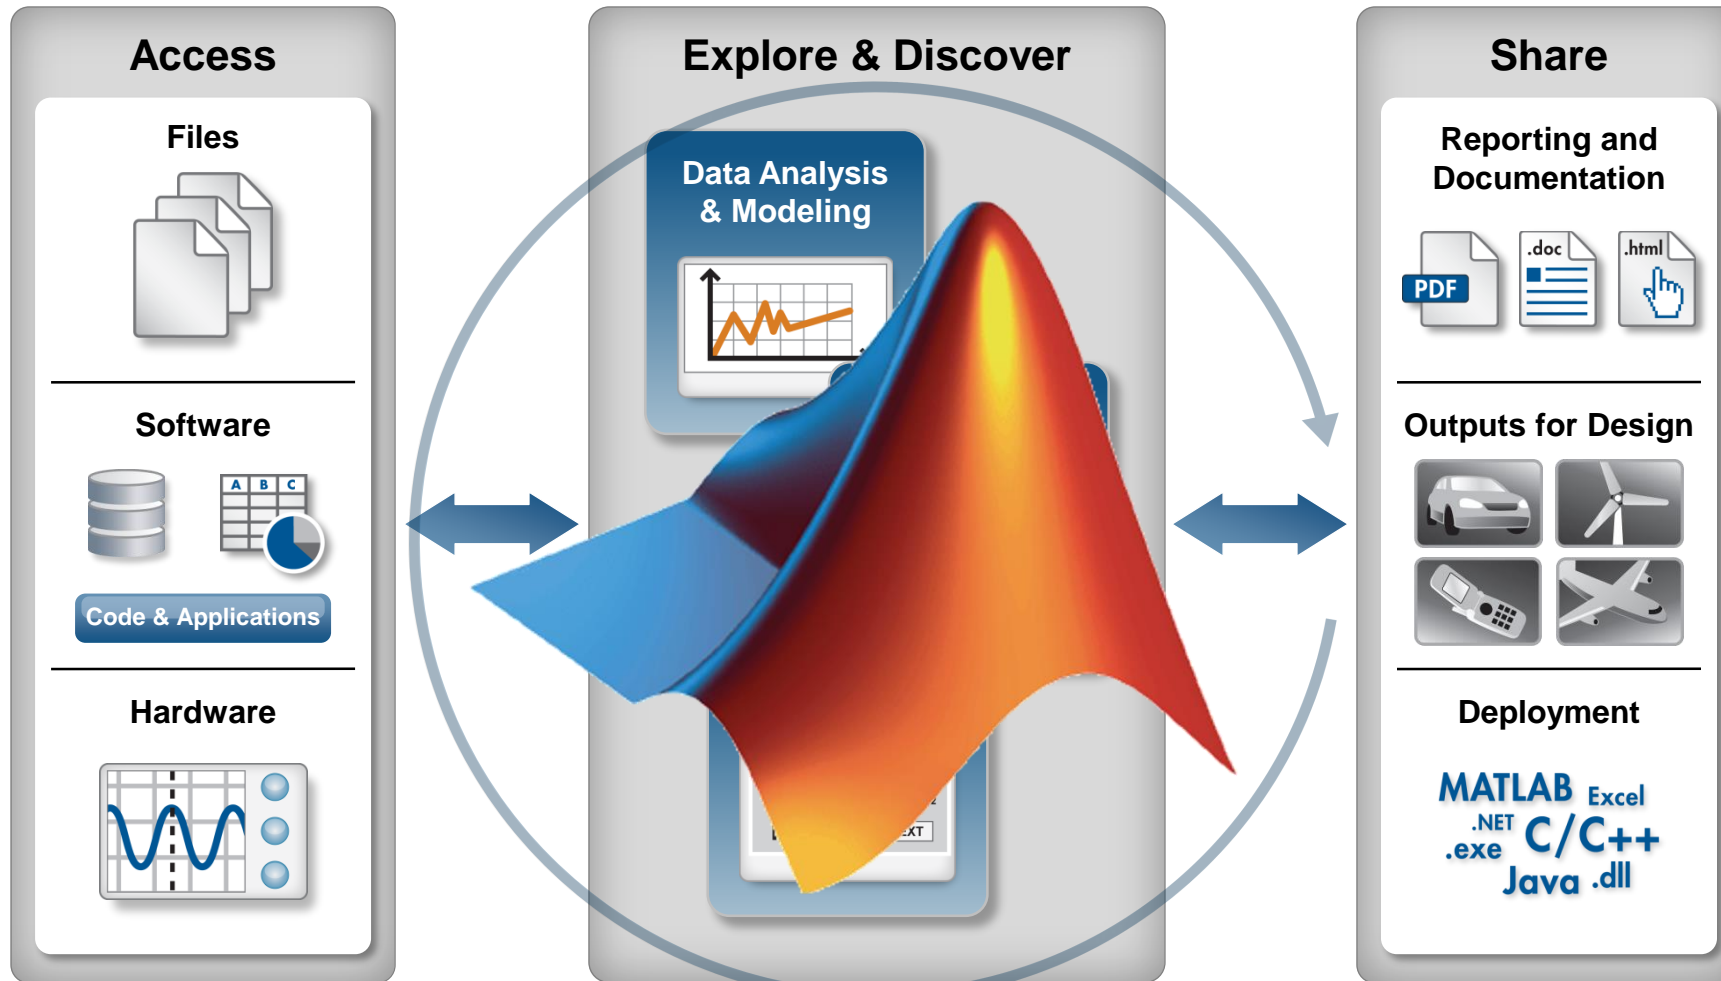 Access
Files
Software
A B C
Code & Applications
Hardware
Explore & Discover
Data Analysis
& Modeling
Share
Reporting and
Documentation
PDF
.doc
.html
Outputs for Design
Deployment
MATLAB Excel
.NET C/C++
.exe
Java .dll